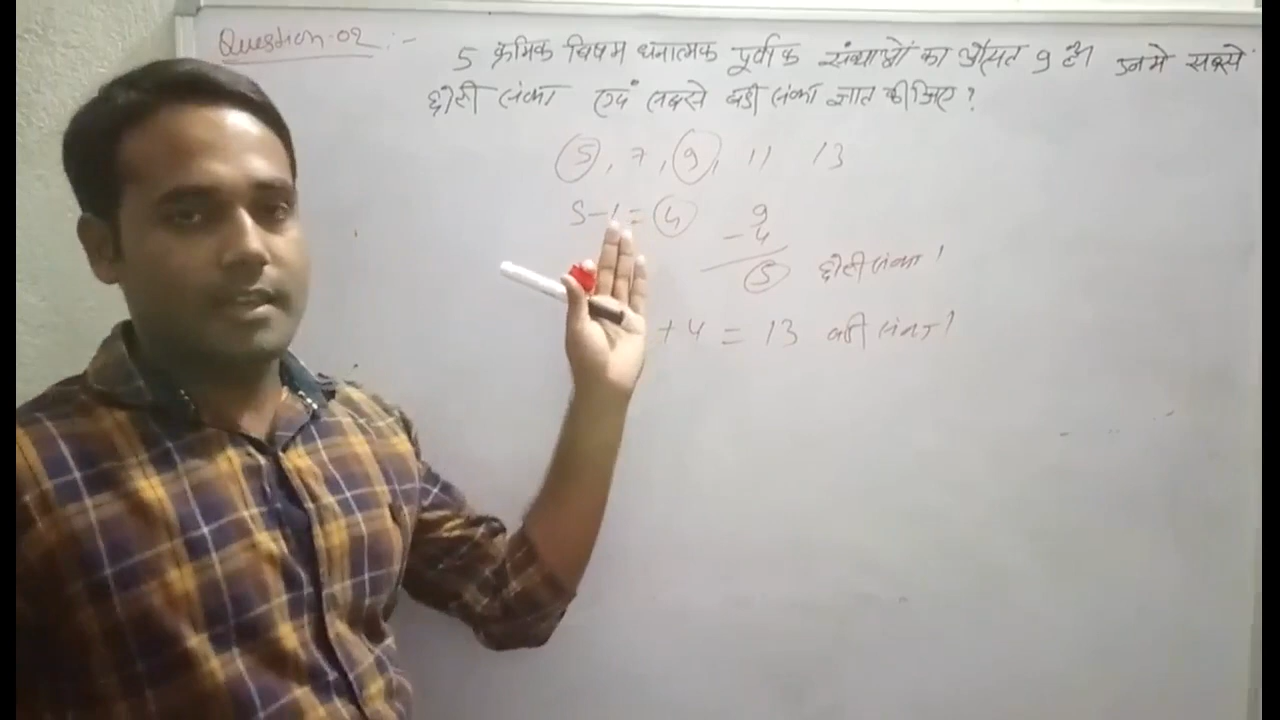 Question-02 :-
5 क्रमिक विषम धनात्मक पूर्णांक संख्याओं का औसत 9 है। उनमे सबसे
छोटी संख्या एवं सबसे बड़ी संख्या ज्ञात कीजिए ?
5, 7, 9, 11 13
5-1= 4
9
-4
5 छोटी संख्या।
+4 = 13 बड़ी संख्या।